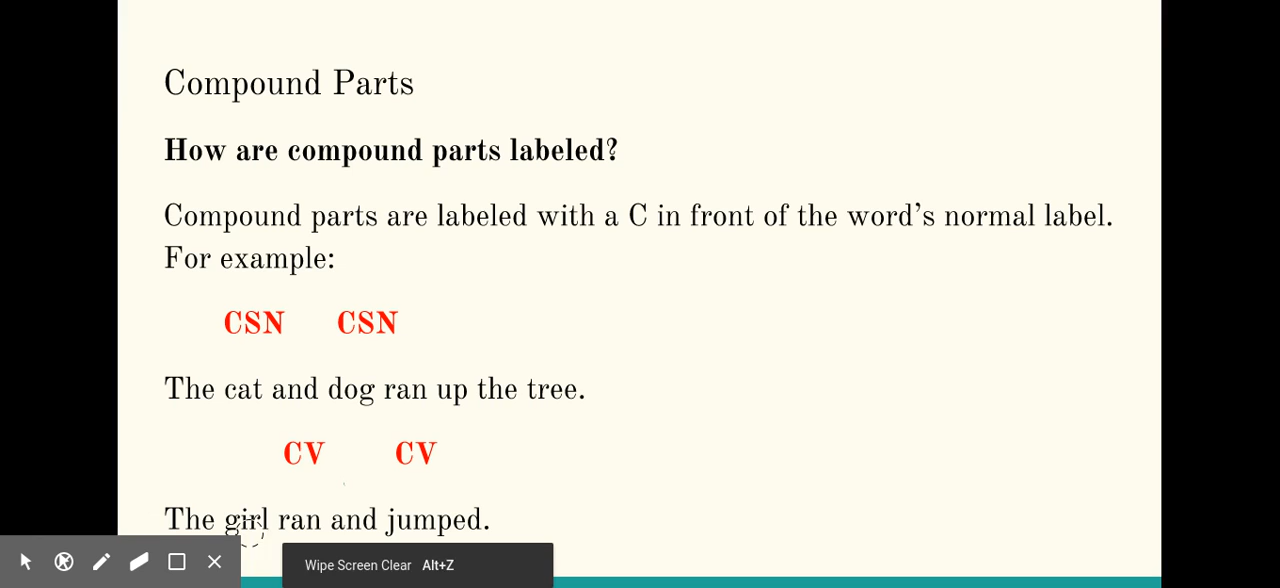 Compound Parts
How are compound parts labeled?
Compound parts are labeled with a C in front of the word’s normal label.
For example:
CSN CSN
The cat and dog ran up the tree.
CV CV
The girl ran and jumped.
Wipe Screen Clear Alt+Z